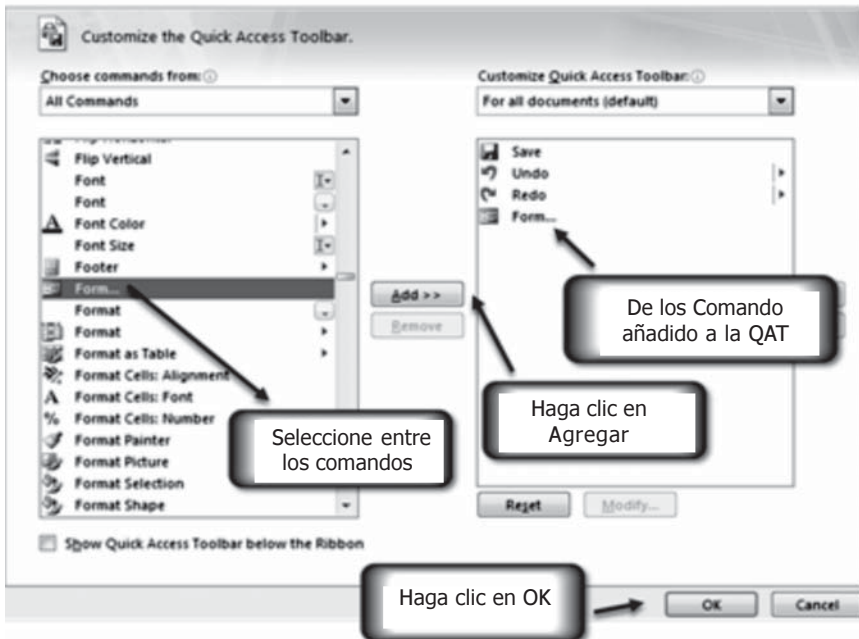 Customize the Quick Access Toolbar.
Choose commands from:
All Commands
Flip Vertical
Font
Font
Font Color
Font Size
Footer
Form...
Format
Format
Format as Table
Format Cells: Alignment
Format Cells: Font
Format Cells: Number
Format Painter
Format Picture
Format Selection
Format Shape
Show Quick Access Toolbar below the Ribbon
Add >>
Remove
Customize Quick Access Toolbar:
For all documents (default)
Save
Undo
Redo
Form...
De los Comando
añadido a la QAT
Haga clic en
Agregar
Seleccione entre
los comandos
Reset
Modify...
Haga clic en OK
OK
Cancel